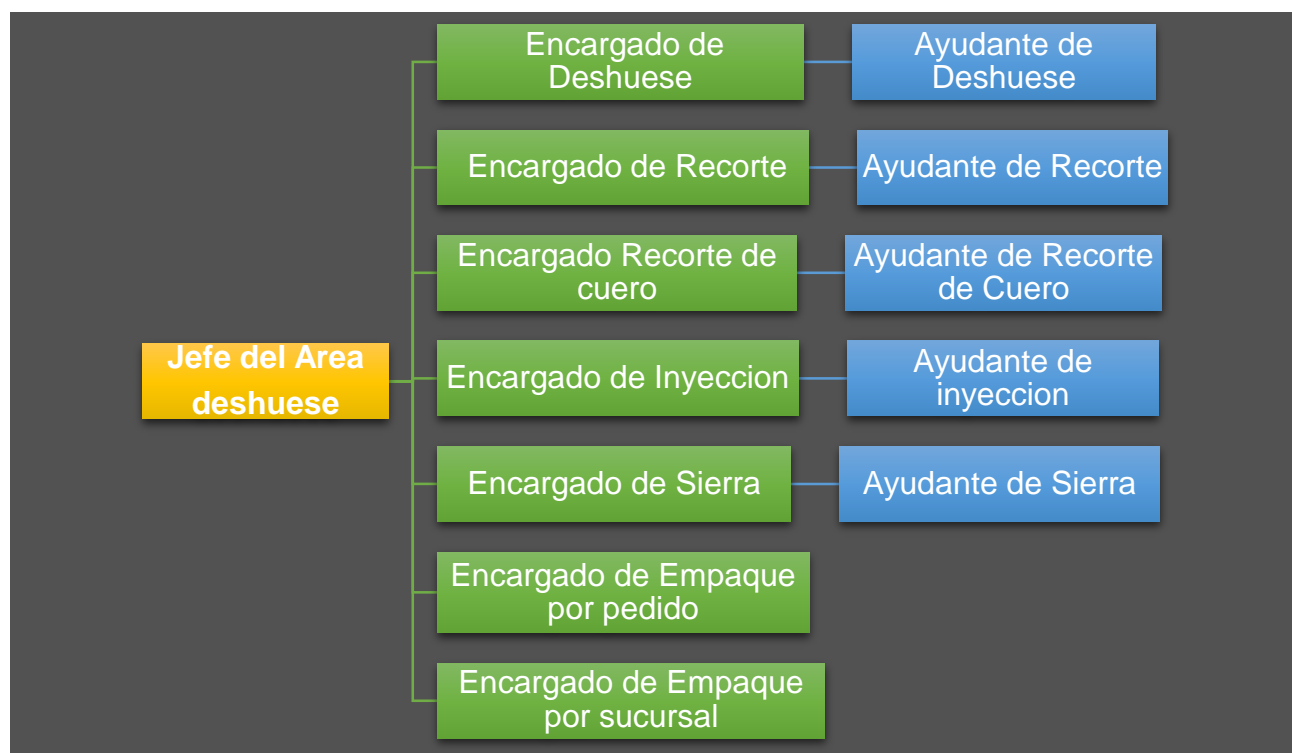 Encargado de
Deshuese
Ayudante de
Deshuese
Encargado de Recorte
Ayudante de Recorte
Encargado Recorte de
cuero
Ayudante de Recorte
de Cuero
Jefe del Area
deshuese
Encargado de Inyeccion
Ayudante de
inyeccion
Encargado de Sierra
Ayudante de Sierra
Encargado de Empaque
por pedido
Encargado de Empaque
por sucursal